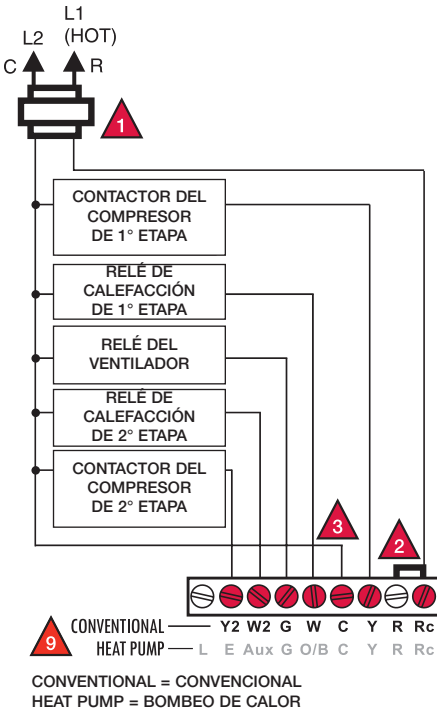 L1
L2 (HOT)
C R
1
CONTACTOR DEL
COMPRESOR
DE 1° ETAPA
RELÉ DE
CALEFACCIÓN
DE 1° ETAPA
RELÉ DEL
VENTILADOR
RELÉ DE
CALEFACCIÓN
DE 2° ETAPA
CONTACTOR DEL
COMPRESOR
DE 2° ETAPA
3
2
9
CONVENTIONAL Y2 W2 G W C Y R Rc
HEAT PUMP L E Aux G O/B C Y R Rc
CONVENTIONAL = CONVENCIONAL
HEAT PUMP = BOMBEO DE CALOR